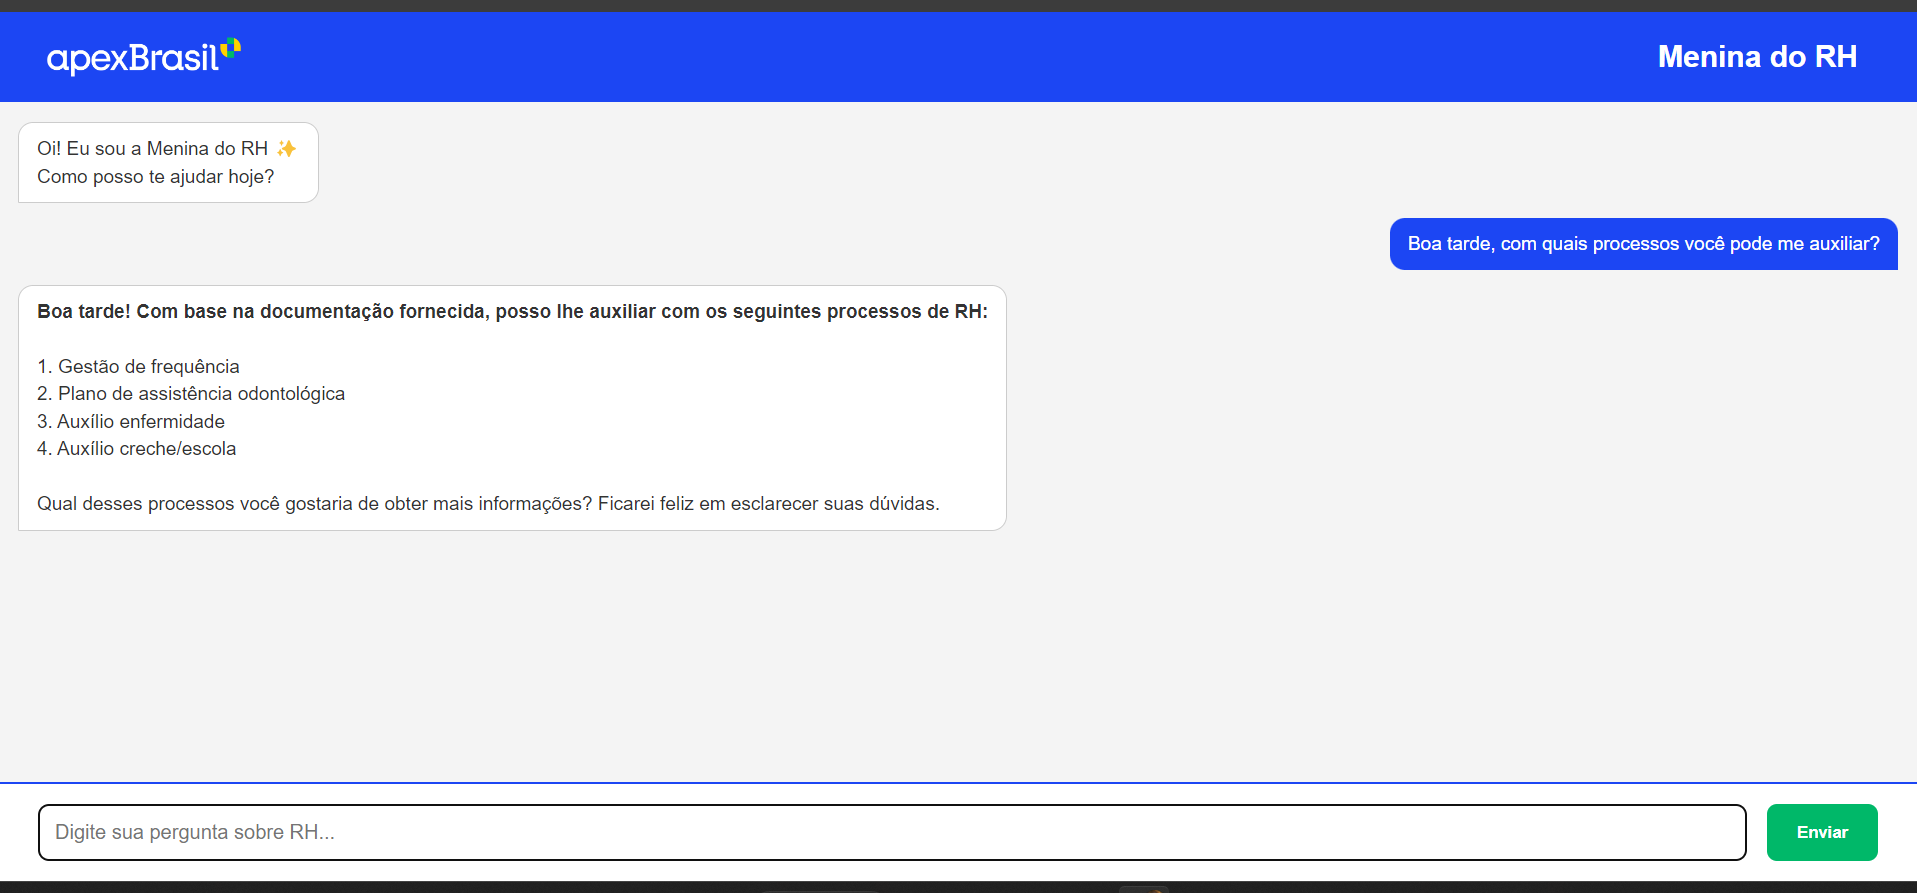 apexBrasil
Menina do RH
Oi! Eu sou a Menina do RH ✨
Como posso te ajudar hoje?
Boa tarde, com quais processos você pode me auxiliar?
Boa tarde! Com base na documentação fornecida, posso lhe auxiliar com os seguintes processos de RH:
1. Gestão de frequência
2. Plano de assistência odontológica
3. Auxílio enfermidade
4. Auxílio creche/escola
Qual desses processos você gostaria de obter mais informações? Ficarei feliz em esclarecer suas dúvidas.
Digite sua pergunta sobre RH...
Enviar